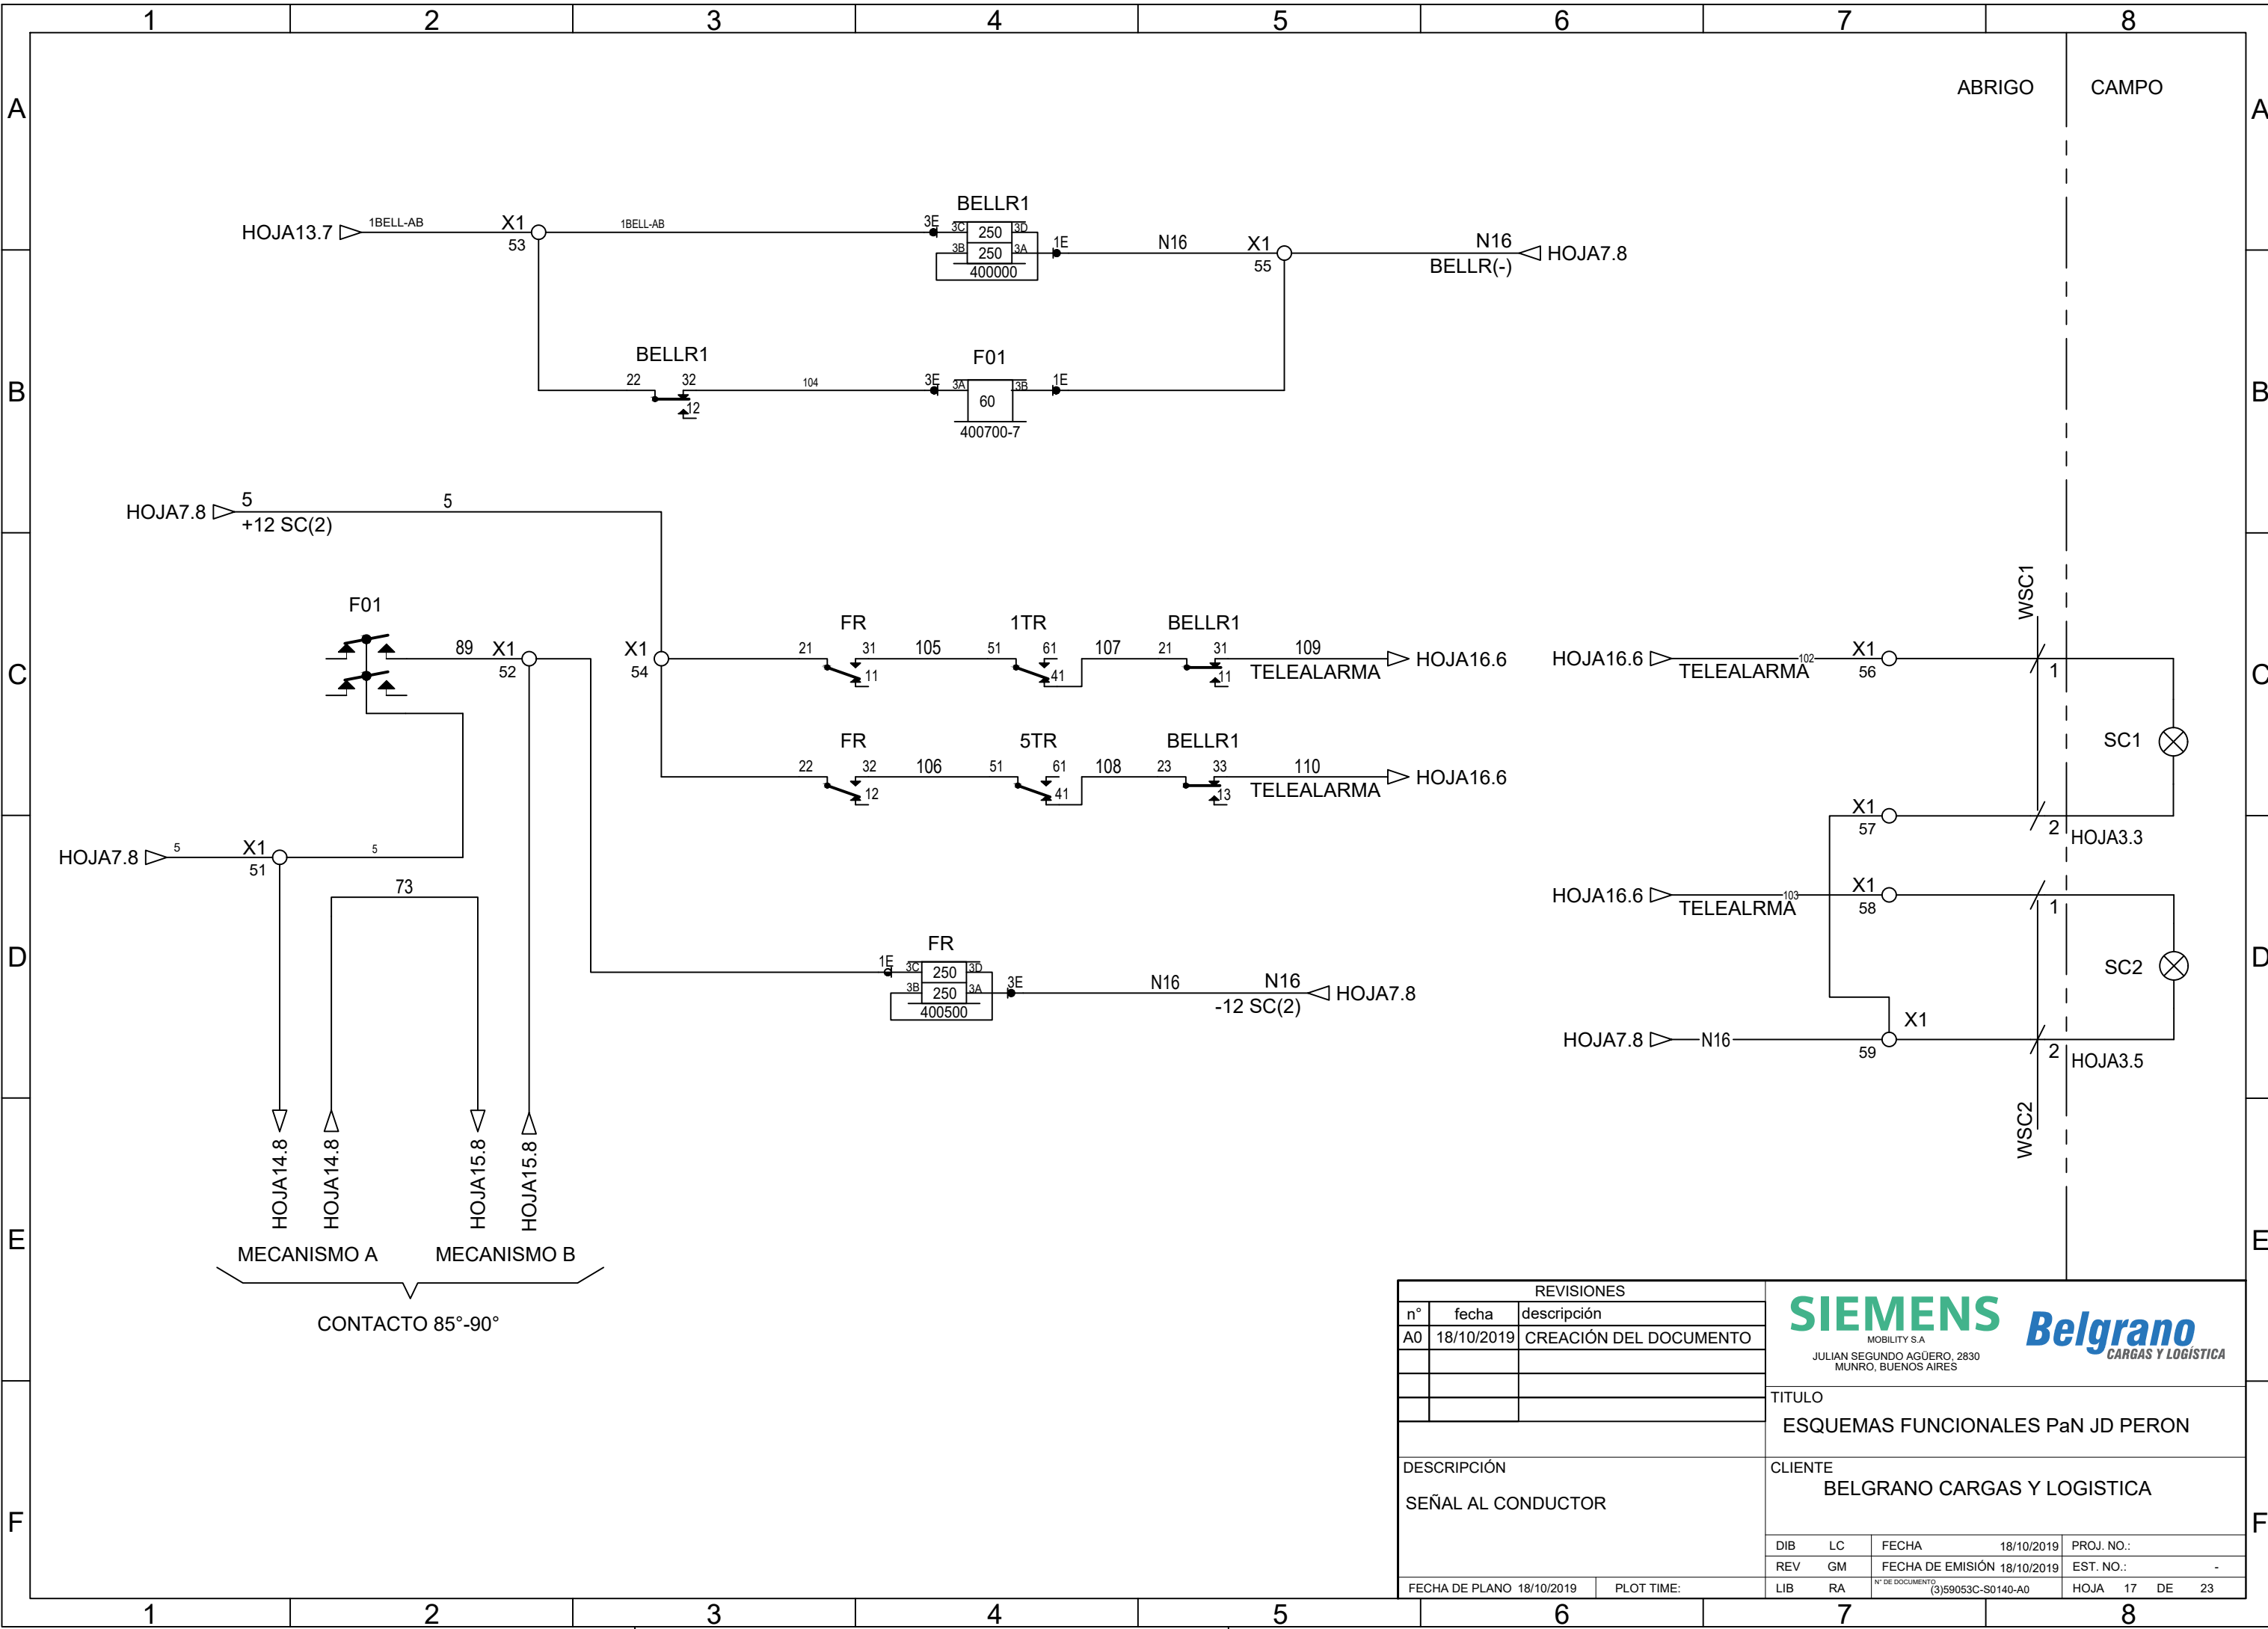 1 2 3 4 5 6 7 8
A A
B B
C C
D D
E E
F F
ABRIGO CAMPO
HOJA13.7 1BELL-AB X1 53 1BELL-AB
BELLR1
3E 3C 250 3D
3B 250 3A 1E
400000
N16 X1 55 N16 BELLR(-) HOJA7.8
BELLR1
22 32 12 104
F01
3E 3A 60 3B 1E
400700-7
HOJA7.8 5 +12 SC(2) 5
F01
89 X1 52
X1 54
FR
21 31 11 105
1TR
51 61 41 107
BELLR1
21 31 11 109
TELEALARMA HOJA16.6
FR
22 32 12 106
5TR
51 61 41 108
BELLR1
23 33 13 110
TELEALARMA HOJA16.6
HOJA16.6 TELEALARMA 102 X1 56
WSC1
1
SC1
X1 57
2 HOJA3.3
HOJA16.6 TELEALRMA 103 X1 58
1
SC2
HOJA7.8 N16 X1 59
2 HOJA3.5
WSC2
HOJA7.8 5 X1 51 5
73
FR
1E 3C 250 3D
3B 250 3A 3E
400500
N16 N16 -12 SC(2) HOJA7.8
HOJA14.8 HOJA14.8 HOJA15.8 HOJA15.8
MECANISMO A MECANISMO B
CONTACTO 85°-90°
REVISIONES
n° fecha descripción
A0 18/10/2019 CREACIÓN DEL DOCUMENTO
SIEMENS
MOBILITY S.A
JULIAN SEGUNDO AGÜERO, 2830
MUNRO, BUENOS AIRES
Belgrano
CARGAS Y LOGÍSTICA
TITULO
ESQUEMAS FUNCIONALES PaN JD PERON
DESCRIPCIÓN
SEÑAL AL CONDUCTOR
CLIENTE
BELGRANO CARGAS Y LOGISTICA
DIB LC FECHA 18/10/2019 PROJ. NO.:
REV GM FECHA DE EMISIÓN 18/10/2019 EST. NO.: -
FECHA DE PLANO 18/10/2019 PLOT TIME: LIB RA N° DE DOCUMENTO (3)59053C-S0140-A0 HOJA 17 DE 23
1 2 3 4 5 6 7 8